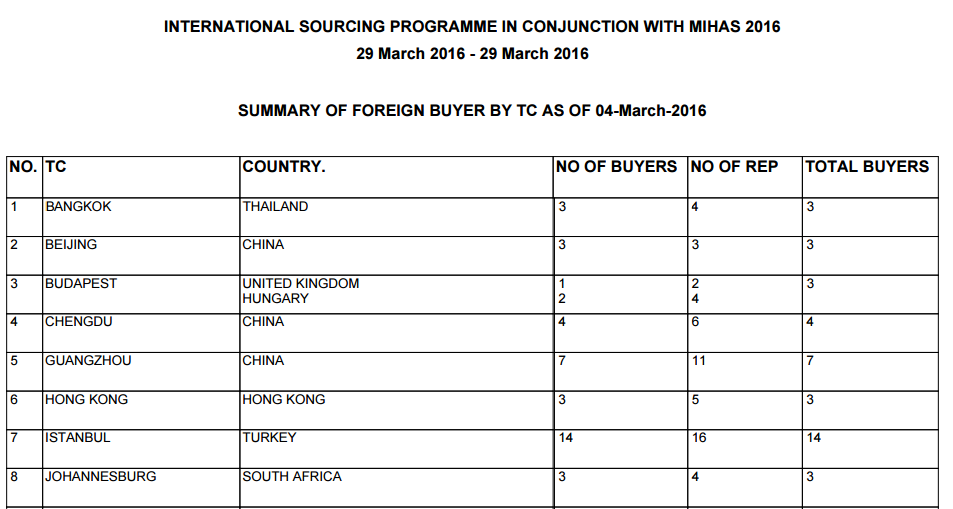 INTERNATIONAL SOURCING PROGRAMME IN CONJUNCTION WITH MIHAS 2016
29 March 2016 - 29 March 2016
SUMMARY OF FOREIGN BUYER BY TC AS OF 04-March-2016
NO. TC COUNTRY. NO OF BUYERS NO OF REP TOTAL BUYERS
1 BANGKOK THAILAND 3 4 3
2 BEIJING CHINA 3 3 3
3 BUDAPEST UNITED KINGDOM 1 2 3
HUNGARY 2 4
4 CHENGDU CHINA 4 6 4
5 GUANGZHOU CHINA 7 11 7
6 HONG KONG HONG KONG 3 5 3
7 ISTANBUL TURKEY 14 16 14
8 JOHANNESBURG SOUTH AFRICA 3 4 3